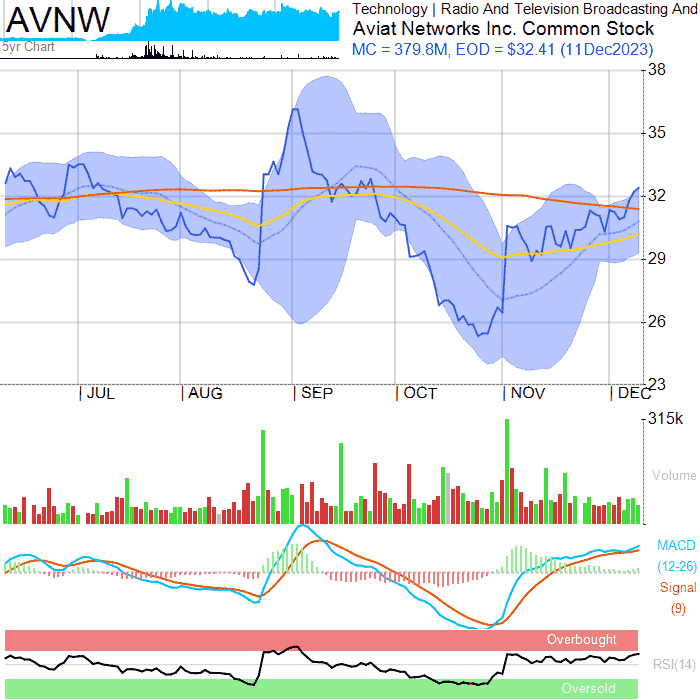 AVNW
5yr Chart
Technology | Radio And Television Broadcasting And
Aviat Networks Inc. Common Stock
MC = 379.8M, EOD = $32.41 (11Dec2023)
38
35
32
29
26
23
| JUL
| AUG
| SEP
| OCT
| NOV
| DEC
315k
Volume
MACD
(12-26)
Signal
(9)
Overbought
RSI(14)
Oversold